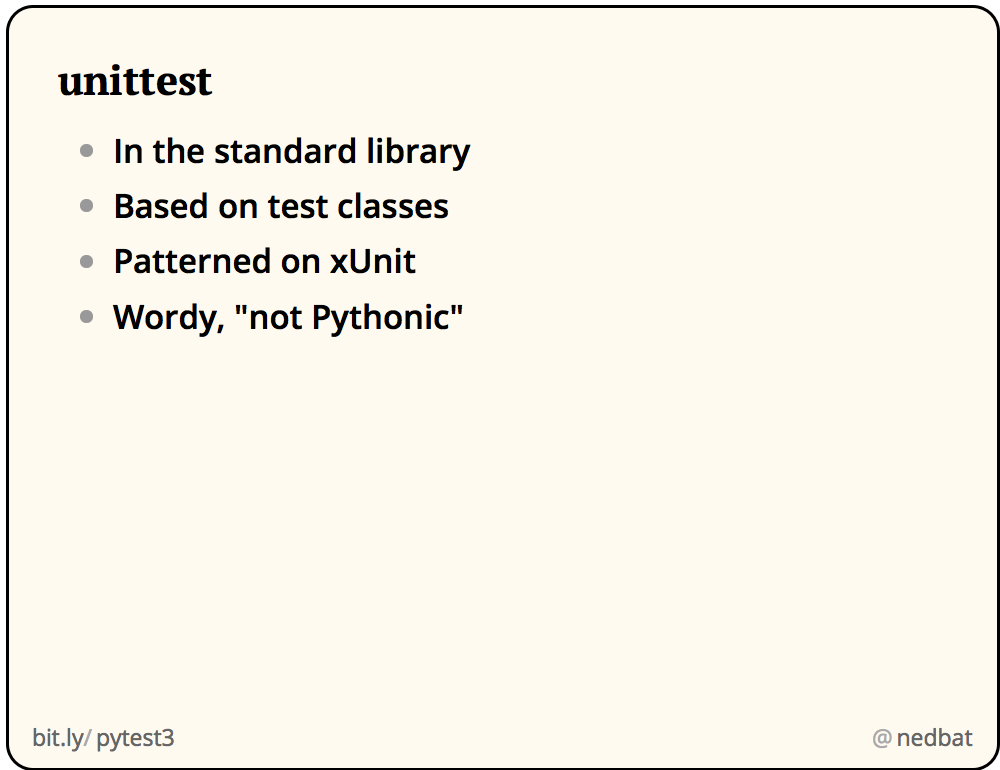 unittest
In the standard library
Based on test classes
Patterned on xUnit
Wordy, "not Pythonic"
bit.ly/pytest3
@nedbat